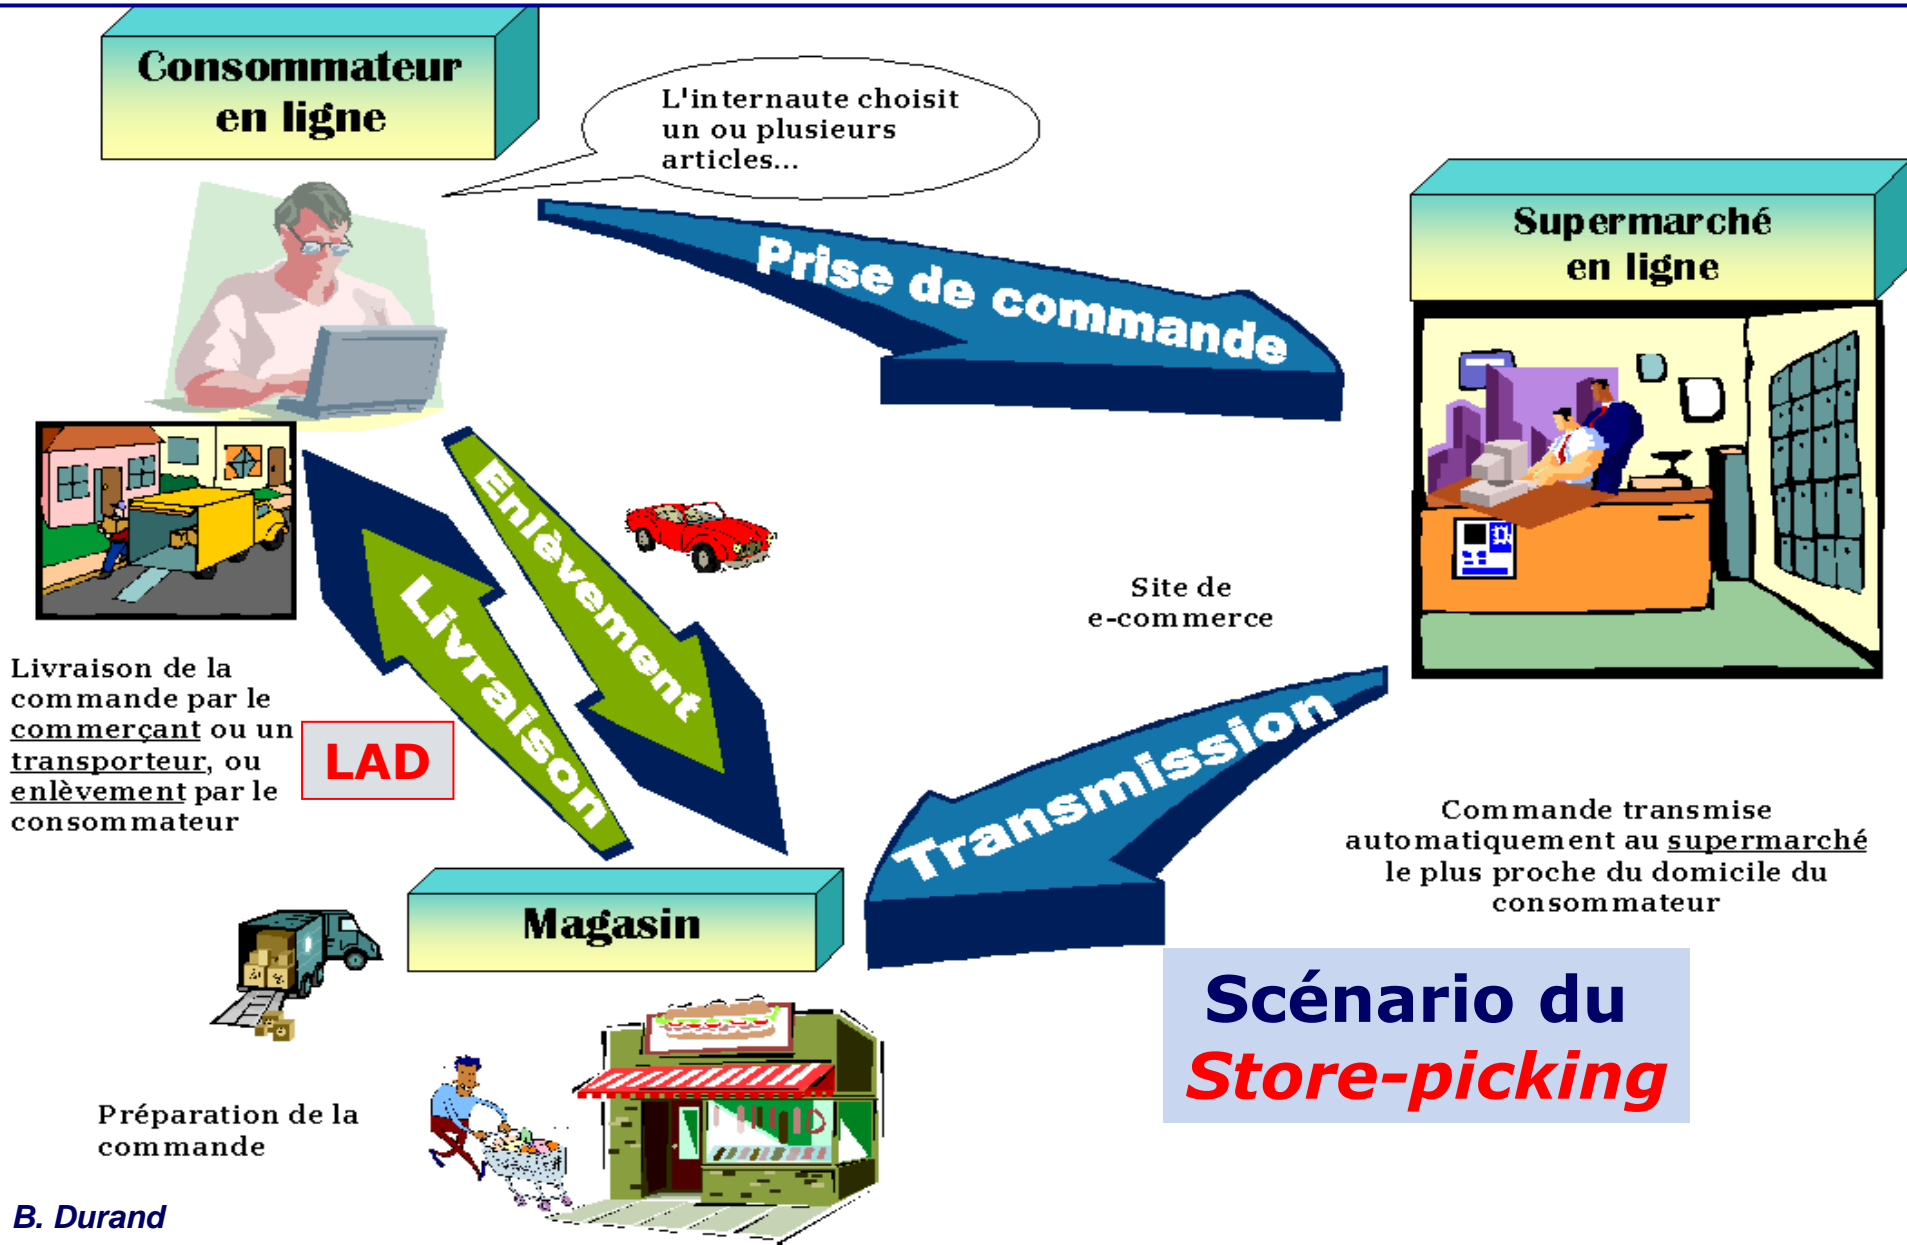 Consommateur
en ligne
L'internaute choisit
un ou plusieurs
articles...
Prise de commande
Supermarché
en ligne
Enlèvement
Livraison
Site de
e-commerce
Livraison de la
commande par le
commerçant ou un
transporteur, ou
enlèvement par le
consommateur
LAD
Transmission
Commande transmise
automatiquement au supermarché
le plus proche du domicile du
consommateur
Magasin
Scénario du
Store-picking
Préparation de la
commande
B. Durand